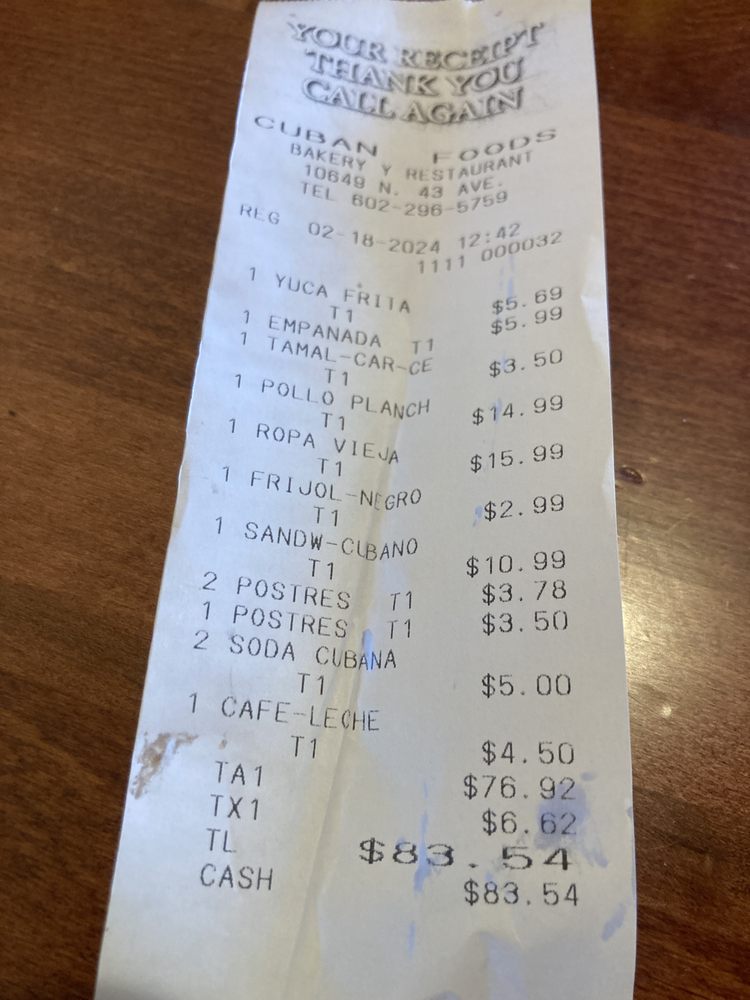 YOUR RECEIPT
THANK YOU
CALL AGAIN
CUBAN FOODS
BAKERY Y RESTAURANT
10649 N. 43 AVE.
TEL 602-296-5759
REG 02-18-2024 12:42
1111 000032
1 YUCA FRITA
T1 $5.69
1 EMPANADA T1 $5.99
1 TAMAL-CAR-CE
T1 $3.50
1 POLLO PLANCH
T1 $14.99
1 ROPA VIEJA
T1 $15.99
1 FRIJOL-NEGRO
T1 $2.99
1 SANDW-CUBANO
T1 $10.99
2 POSTRES T1 $3.78
1 POSTRES T1 $3.50
2 SODA CUBANA
T1 $5.00
1 CAFE-LECHE
T1 $4.50
TA1 $76.92
TX1 $6.62
TL $83.54
CASH $83.54